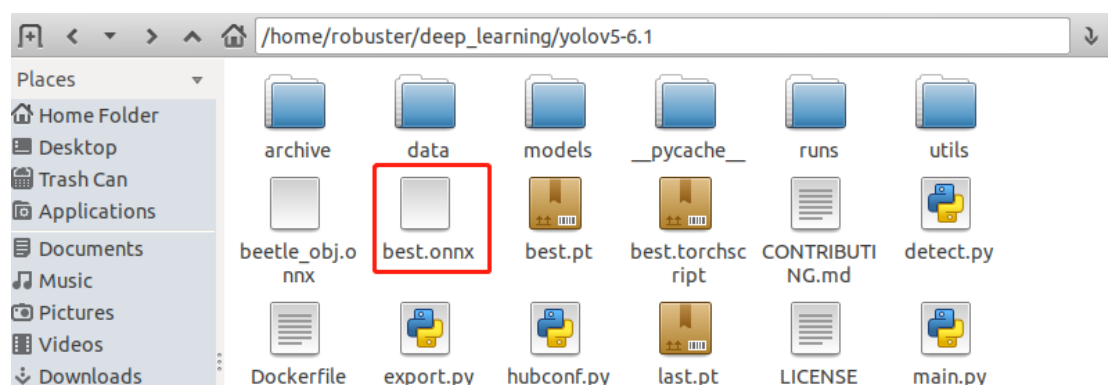 /home/robuster/deep_learning/yolov5-6.1
Places
Home Folder
Desktop
Trash Can
Applications
Documents
Music
Pictures
Videos
Downloads
archive
data
models
__pycache__
runs
utils
beetle_obj.o
nnx
best.onnx
best.pt
best.torchsc
ript
CONTRIBUTI
NG.md
detect.py
Dockerfile
export.py
hubconf.py
last.pt
LICENSE
main.py